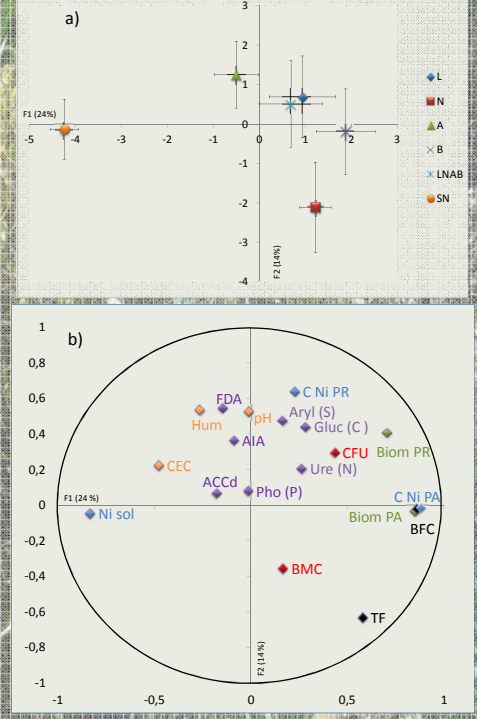 a)
3
2
1
F1 (24%)
0
-5 -4 -3 -2 -1 0 1 2 3
-1
-2
-3
F2 (14%)
-4
L
N
A
B
LNAB
SN
b)
1
0,8
C Ni PR
0,6
FDA
pH
Aryl (S)
Hum
Gluc (C )
0,4
AIA
CFU
Biom PR
CEC
Ure (N)
0,2
ACCd
Pho (P)
F1 (24 %)
C Ni PA
0
Ni sol
Biom PA
BFC
-0,2
BMC
-0,4
-0,6
TF
-0,8
F2 (14 %)
-1
-1 -0,5 0 0,5 1